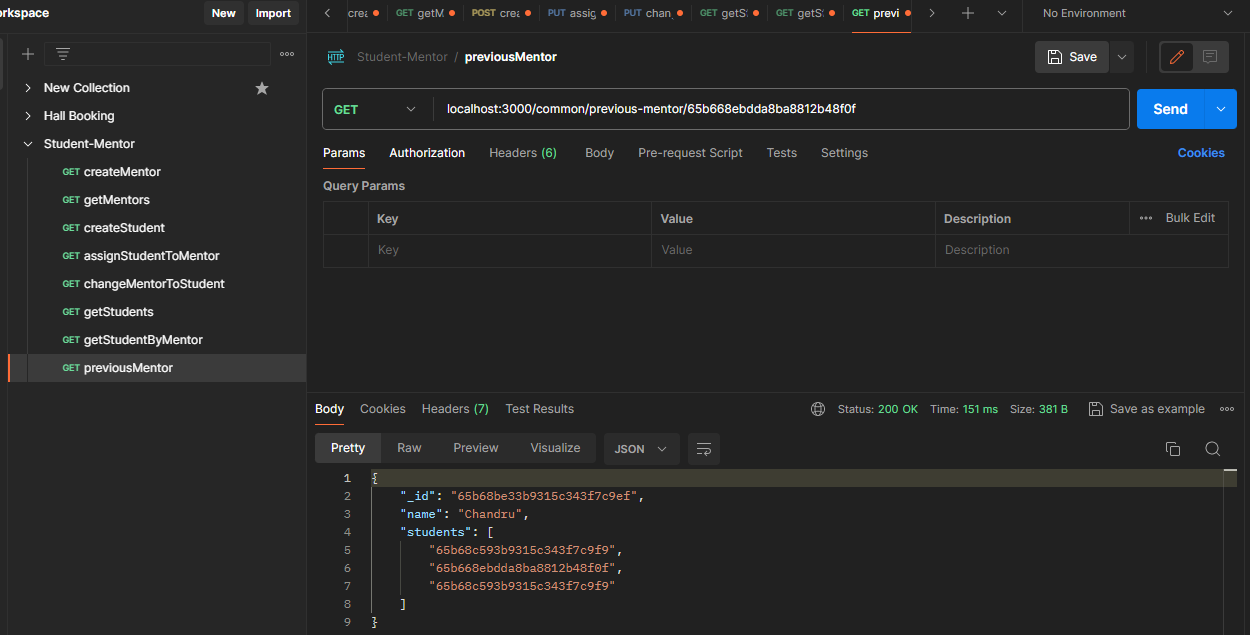 rkspace New Import
crea GET getM POST crea PUT assig PUT chan GET getS GET getS GET previ No Environment
HTTP Student-Mentor / previousMentor Save
New Collection
Hall Booking
Student-Mentor
GET createMentor
GET getMentors
GET createStudent
GET assignStudentToMentor
GET changeMentorToStudent
GET getStudents
GET getStudentByMentor
GET previousMentor
GET localhost:3000/common/previous-mentor/65b668ebdda8ba8812b48f0f Send
Params Authorization Headers (6) Body Pre-request Script Tests Settings Cookies
Query Params
Key Value Description Bulk Edit
Key Value Description
Body Cookies Headers (7) Test Results Status: 200 OK Time: 151 ms Size: 381 B Save as example
Pretty Raw Preview Visualize JSON
1 {
2 "_id": "65b68be33b9315c343f7c9ef",
3 "name": "Chandru",
4 "students": [
5 "65b68c593b9315c343f7c9f9",
6 "65b668ebdda8ba8812b48f0f",
7 "65b68c593b9315c343f7c9f9"
8 ]
9 }